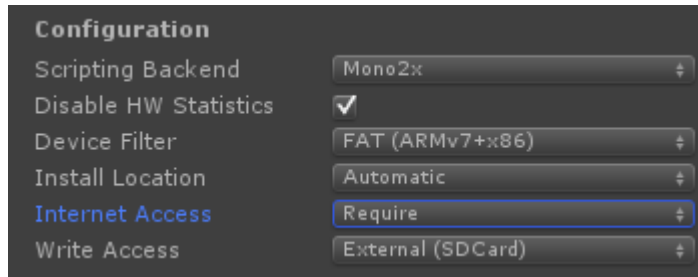 Configuration
Scripting Backend Mono2x
Disable HW Statistics
Device Filter FAT (ARMv7+x86)
Install Location Automatic
Internet Access Require
Write Access External (SDCard)